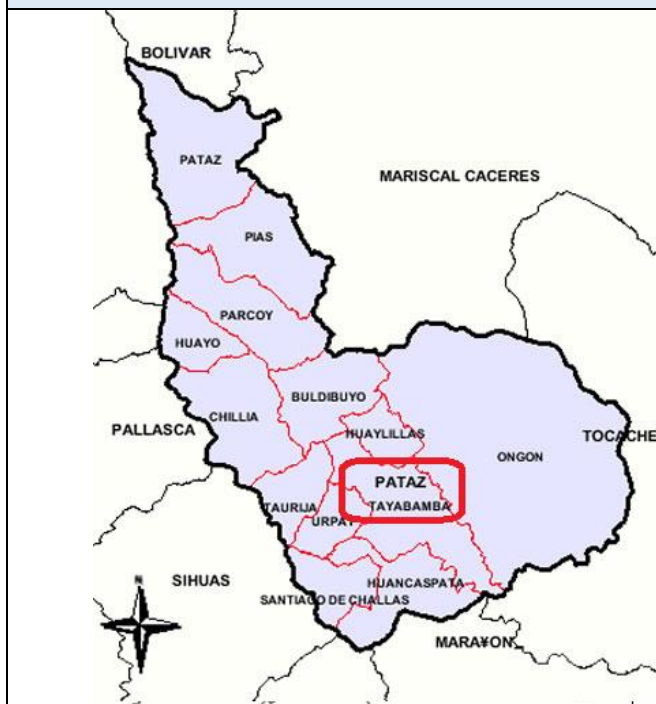 BOLIVAR
PATAZ
MARISCAL CACERES
PIAS
PARCOY
HUAYO
BULDIBUYO
CHILLIA
PALLASCA
HUAYLILLAS
TOCACHE
ONGON
PATAZ
TAYABAMBA
TAURIJA
URPAY
N
SIHUAS
HUANCASPATA
SANTIAGO DE CHALLAS
MARA¥ON